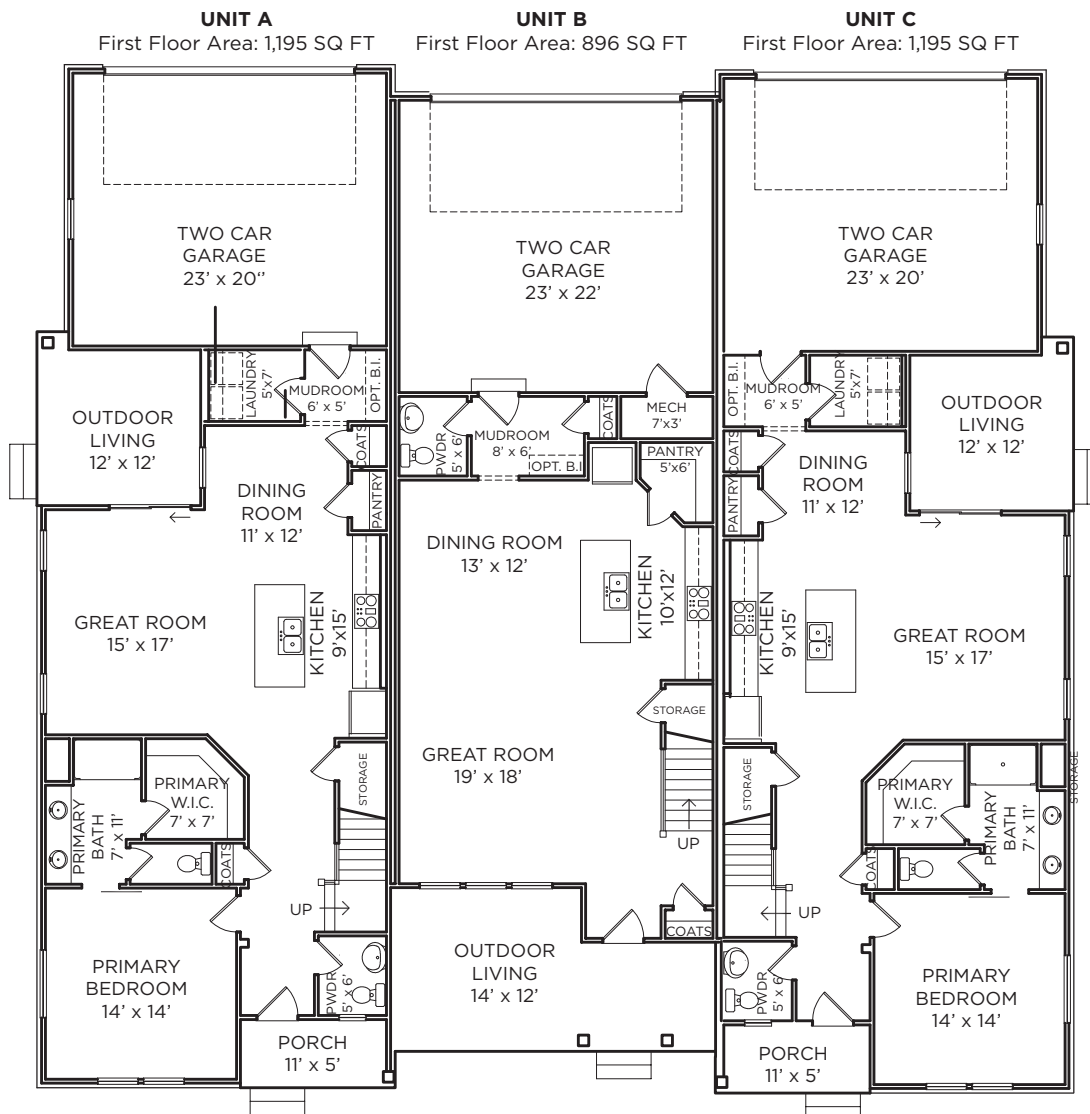 UNIT A
First Floor Area: 1,195 SQ FT
UNIT B
First Floor Area: 896 SQ FT
UNIT C
First Floor Area: 1,195 SQ FT
TWO CAR
GARAGE
23’ x 20‘’
LAUNDRY
5’x7’
MUDROOM
6’ x 5’
OPT. B.I.
OUTDOOR
LIVING
12’ x 12’
COATS
DINING
ROOM
11’ x 12’
PANTRY
GREAT ROOM
15’ x 17’
KITCHEN
9’x15’
PRIMARY
W.I.C.
7’ x 7’
STORAGE
PRIMARY
BATH
7’ x 11’
COATS
UP
PRIMARY
BEDROOM
14’ x 14’
PWDR
5’ x 6’
PORCH
11’ x 5’
TWO CAR
GARAGE
23’ x 22’
PWDR
5’ x 6’
MUDROOM
8’ x 6’
OPT. B.I
COATS
MECH
7’x3’
PANTRY
5’x6’
DINING ROOM
13’ x 12’
KITCHEN
10’x12’
STORAGE
GREAT ROOM
19’ x 18’
UP
COATS
OUTDOOR
LIVING
14’ x 12’
TWO CAR
GARAGE
23’ x 20’
OPT. B.I.
MUDROOM
6’ x 5’
LAUNDRY
5’x7’
OUTDOOR
LIVING
12’ x 12’
COATS
DINING
ROOM
11’ x 12’
PANTRY
KITCHEN
9’x15’
GREAT ROOM
15’ x 17’
STORAGE
PRIMARY
W.I.C.
7’ x 7’
STORAGE
PRIMARY
BATH
7’ x 11’
COATS
UP
PRIMARY
BEDROOM
14’ x 14’
PWDR
5’ x 6’
PORCH
11’ x 5’